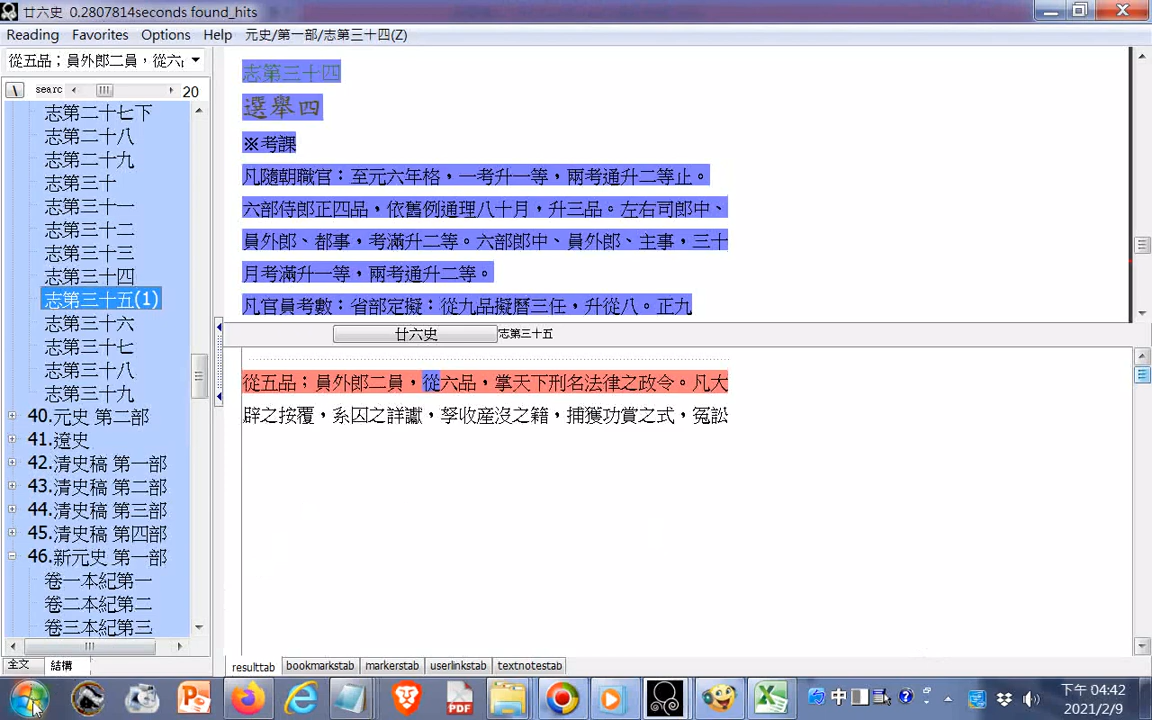 廿六史 0.2807814seconds found_hits
Reading Favorites Options Help 元史/第一部/志第三十四(Z)
從五品；員外郎二員，從六
searc 20
志第二十七下
志第二十八
志第二十九
志第三十
志第三十一
志第三十二
志第三十三
志第三十四
志第三十五(1)
志第三十六
志第三十七
志第三十八
志第三十九
40.元史 第二部
41.遼史
42.清史稿 第一部
43.清史稿 第二部
44.清史稿 第三部
45.清史稿 第四部
46.新元史 第一部
卷一本紀第一
卷二本紀第二
卷三本紀第三
全文 結構
志第三十四
選舉四
※考課
凡隨朝職官：至元六年格，一考升一等，兩考通升二等止。
六部侍郎正四品，依舊例通理八十月，升三品。左右司郎中、
員外郎、都事，考滿升二等。六部郎中、員外郎、主事，三十
月考滿升一等，兩考通升二等。
凡官員考數：省部定擬：從九品擬曆三任，升從八。正九
廿六史 志第三十五
從五品；員外郎二員，從六品，掌天下刑名法律之政令。凡大
辟之按覆，系囚之詳讞，孥收產沒之籍，捕獲功賞之式，冤訟
resulttab bookmarkstab markerstab userlinkstab textnotestab
PDF
中
下午 04:42
2021/2/9